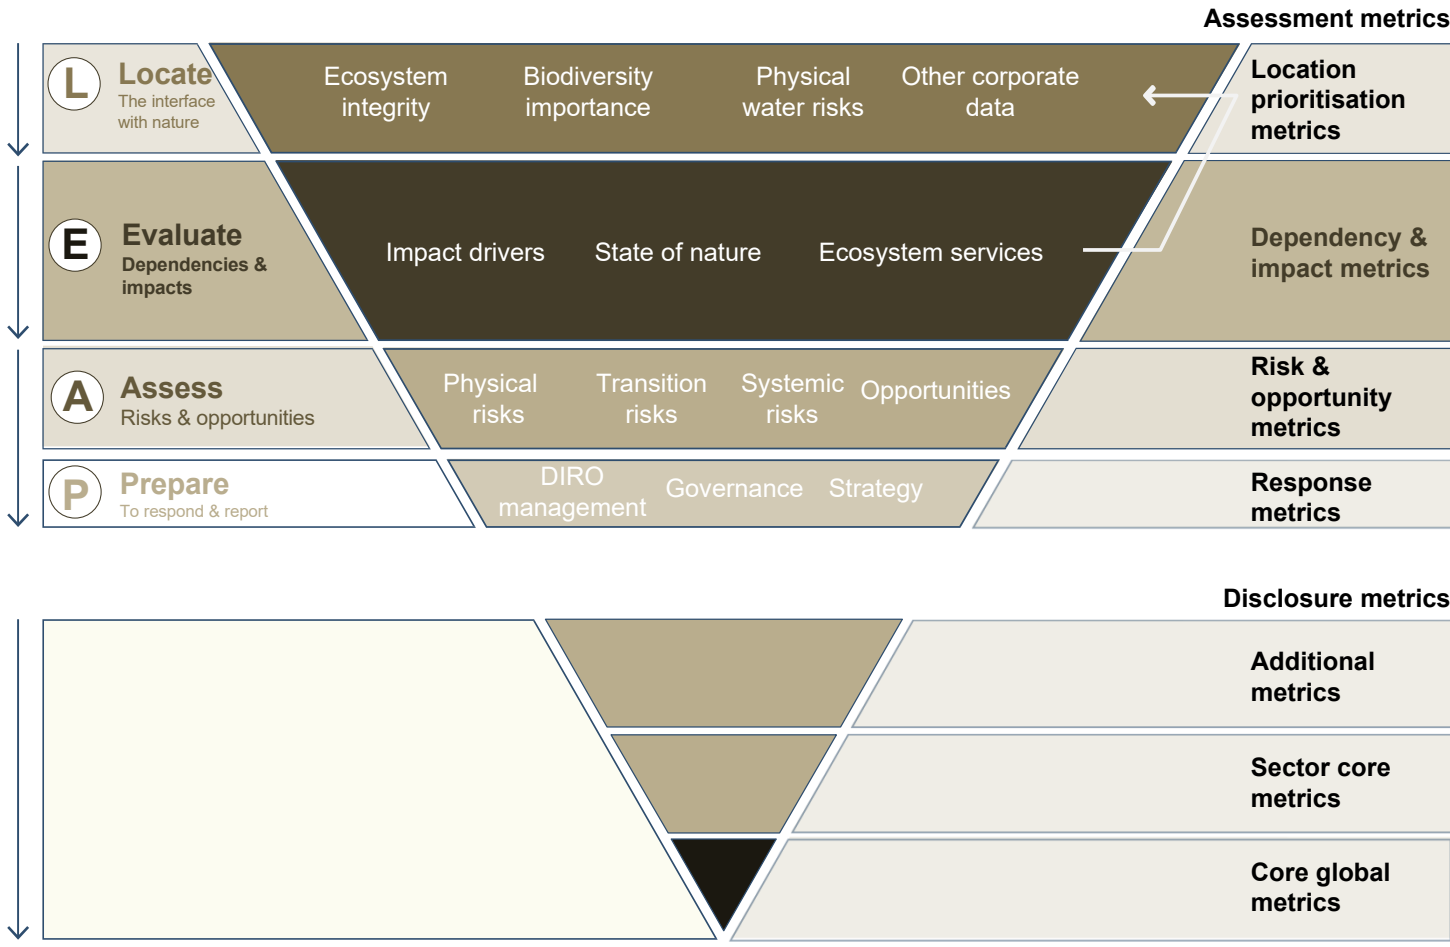 Assessment metrics
L
Locate
The interface
with nature
Ecosystem
integrity
Biodiversity
importance
Physical
water risks
Other corporate
data
Location
prioritisation
metrics
E
Evaluate
Dependencies &
impacts
Impact drivers
State of nature
Ecosystem services
Dependency &
impact metrics
A
Assess
Risks & opportunities
Physical
risks
Transition
risks
Systemic
risks
Opportunities
Risk &
opportunity
metrics
P
Prepare
To respond & report
DIRO
management
Governance
Strategy
Response
metrics
Disclosure metrics
Additional
metrics
Sector core
metrics
Core global
metrics